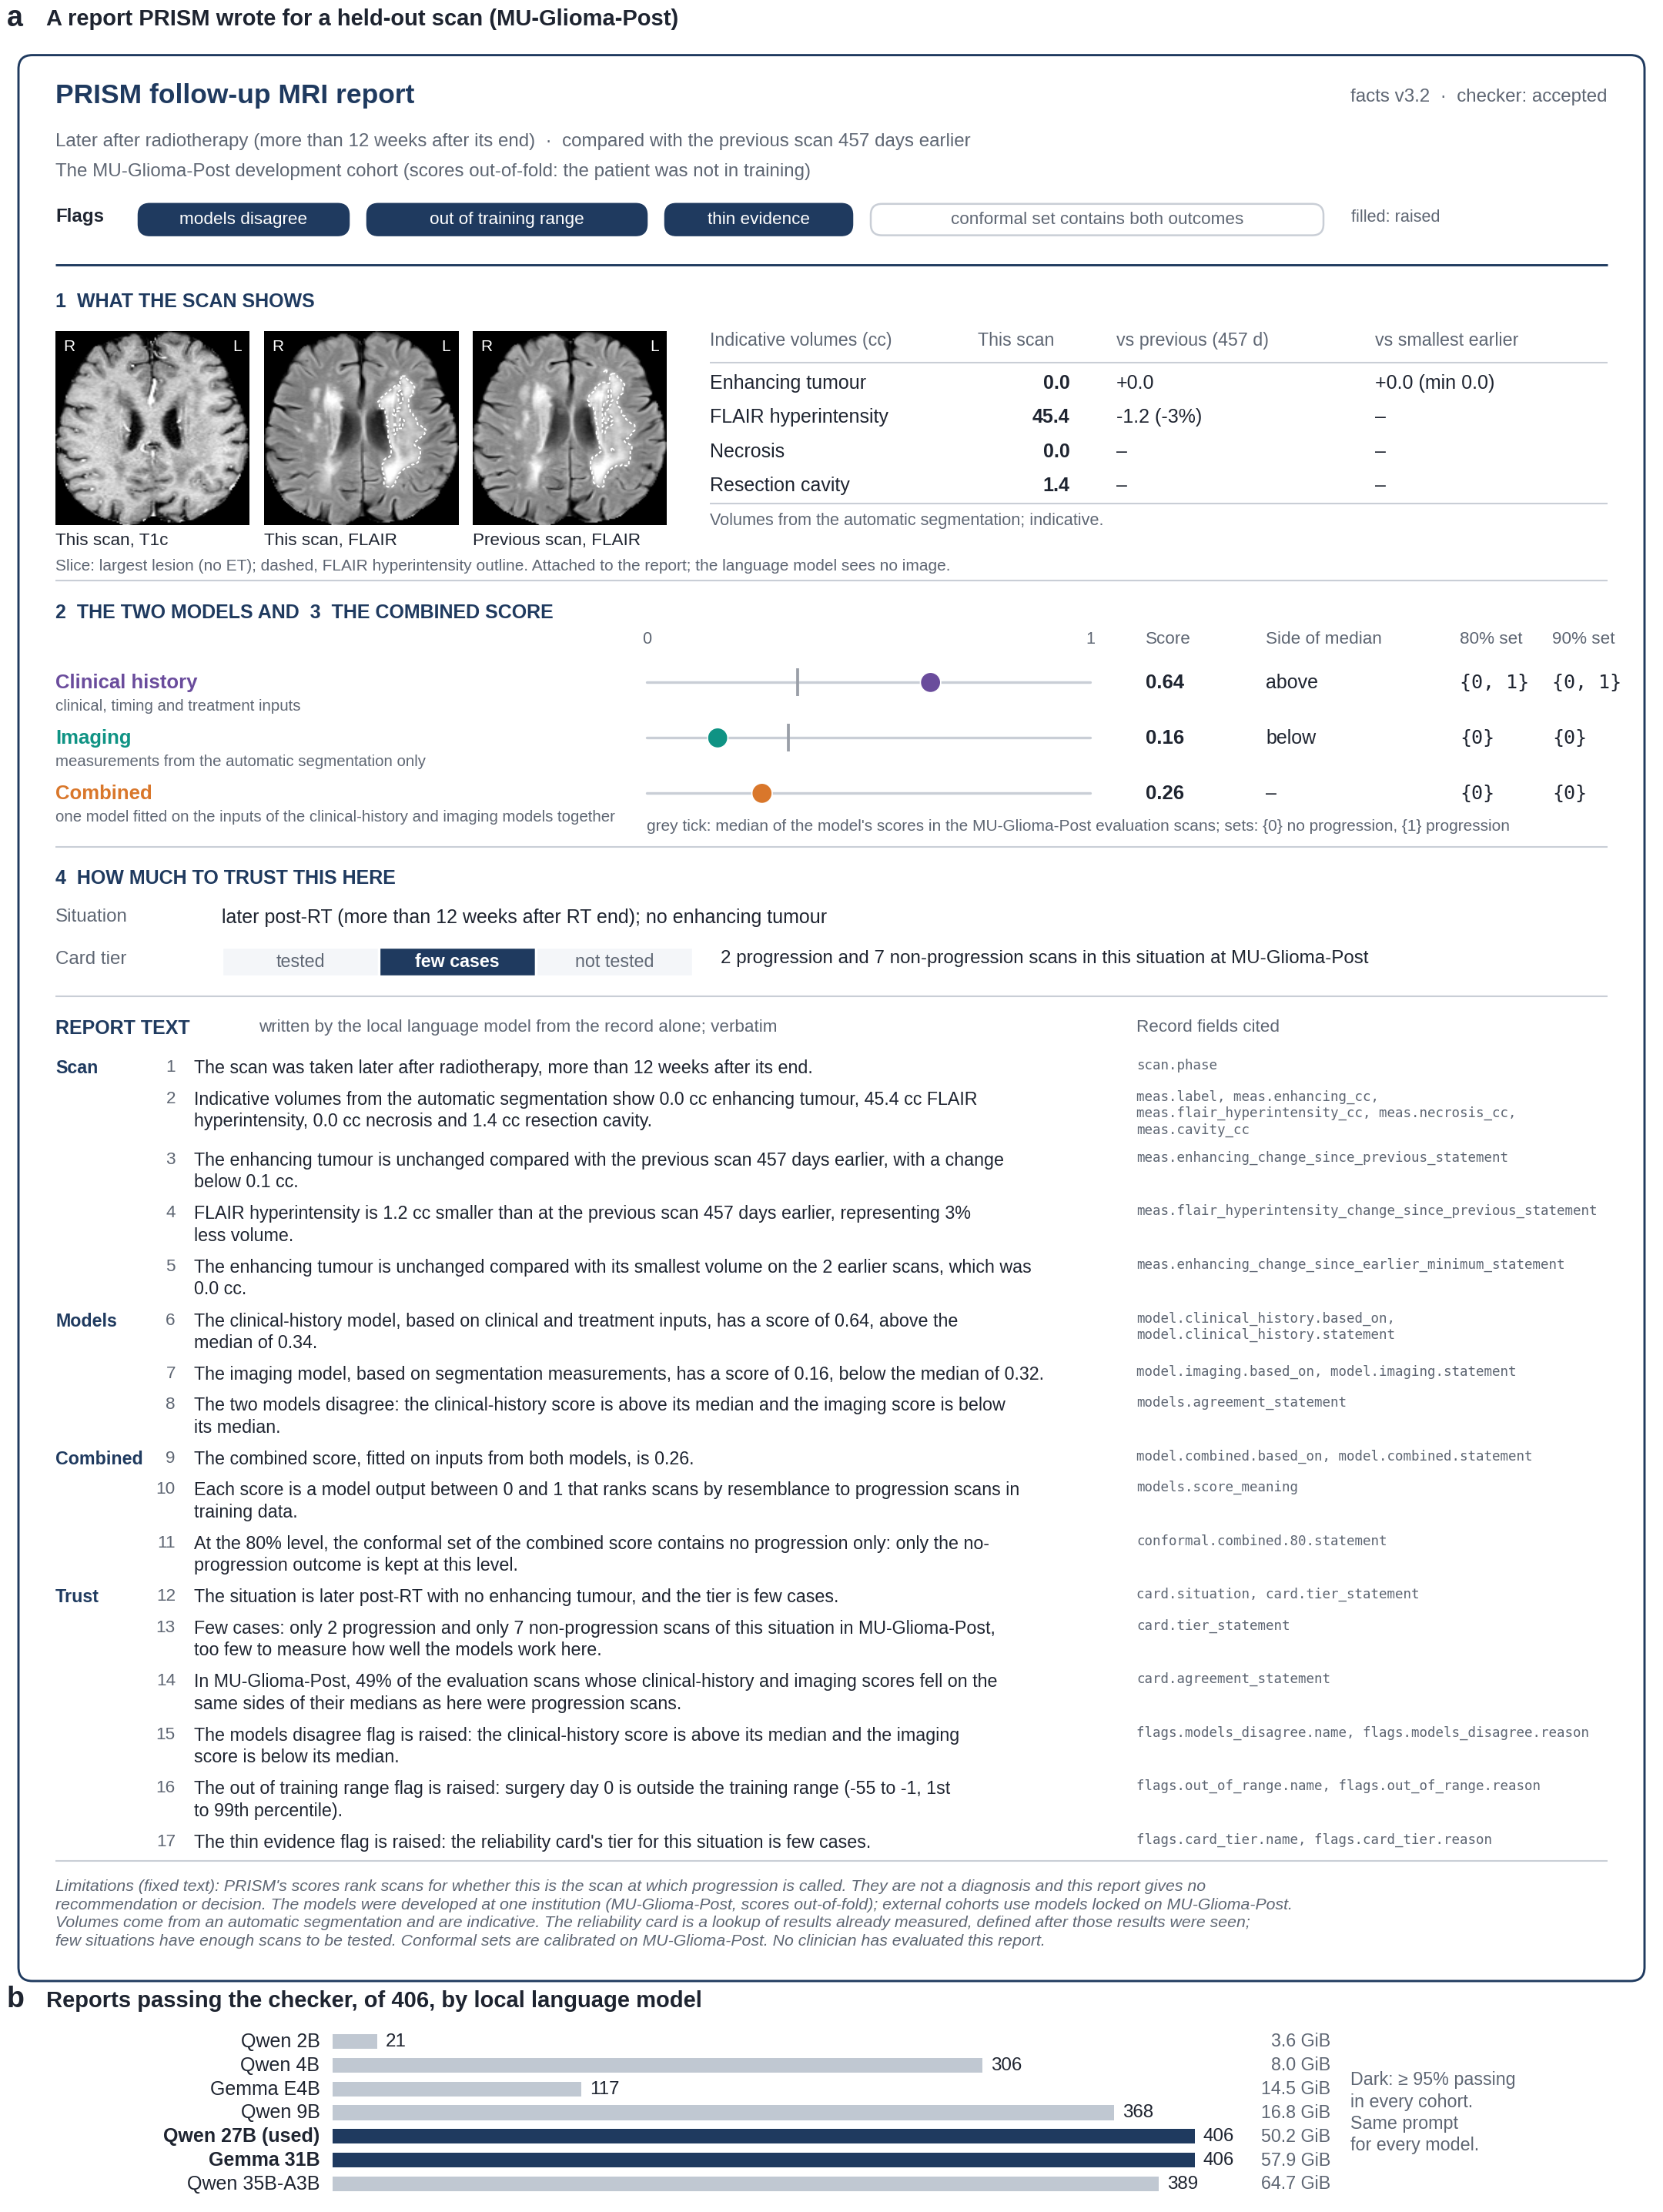 a A report PRISM wrote for a held-out scan (MU-Glioma-Post)
PRISM follow-up MRI report
facts v3.2 · checker: accepted
Later after radiotherapy (more than 12 weeks after its end) · compared with the previous scan 457 days earlier
The MU-Glioma-Post development cohort (scores out-of-fold: the patient was not in training)
Flags models disagree out of training range thin evidence conformal set contains both outcomes filled: raised
1 WHAT THE SCAN SHOWS
R L R L R L
This scan, T1c This scan, FLAIR Previous scan, FLAIR
Indicative volumes (cc) This scan vs previous (457 d) vs smallest earlier
Enhancing tumour 0.0 +0.0 +0.0 (min 0.0)
FLAIR hyperintensity 45.4 -1.2 (-3%) –
Necrosis 0.0 – –
Resection cavity 1.4 – –
Volumes from the automatic segmentation; indicative.
Slice: largest lesion (no ET); dashed, FLAIR hyperintensity outline. Attached to the report; the language model sees no image.
2 THE TWO MODELS AND 3 THE COMBINED SCORE
0 1 Score Side of median 80% set 90% set
Clinical history 0.64 above {0, 1} {0, 1}
clinical, timing and treatment inputs
Imaging 0.16 below {0} {0}
measurements from the automatic segmentation only
Combined 0.26 – {0} {0}
one model fitted on the inputs of the clinical-history and imaging models together
grey tick: median of the model's scores in the MU-Glioma-Post evaluation scans; sets: {0} no progression, {1} progression
4 HOW MUCH TO TRUST THIS HERE
Situation later post-RT (more than 12 weeks after RT end); no enhancing tumour
Card tier tested few cases not tested 2 progression and 7 non-progression scans in this situation at MU-Glioma-Post
REPORT TEXT written by the local language model from the record alone; verbatim Record fields cited
Scan 1 The scan was taken later after radiotherapy, more than 12 weeks after its end. scan.phase
2 Indicative volumes from the automatic segmentation show 0.0 cc enhancing tumour, 45.4 cc FLAIR
hyperintensity, 0.0 cc necrosis and 1.4 cc resection cavity.
meas.label, meas.enhancing_cc,
meas.flair_hyperintensity_cc, meas.necrosis_cc,
meas.cavity_cc
3 The enhancing tumour is unchanged compared with the previous scan 457 days earlier, with a change
below 0.1 cc.
meas.enhancing_change_since_previous_statement
4 FLAIR hyperintensity is 1.2 cc smaller than at the previous scan 457 days earlier, representing 3%
less volume.
meas.flair_hyperintensity_change_since_previous_statement
5 The enhancing tumour is unchanged compared with its smallest volume on the 2 earlier scans, which was
0.0 cc.
meas.enhancing_change_since_earlier_minimum_statement
Models 6 The clinical-history model, based on clinical and treatment inputs, has a score of 0.64, above the
median of 0.34.
model.clinical_history.based_on,
model.clinical_history.statement
7 The imaging model, based on segmentation measurements, has a score of 0.16, below the median of 0.32.
model.imaging.based_on, model.imaging.statement
8 The two models disagree: the clinical-history score is above its median and the imaging score is below
its median.
models.agreement_statement
Combined 9 The combined score, fitted on inputs from both models, is 0.26.
model.combined.based_on, model.combined.statement
10 Each score is a model output between 0 and 1 that ranks scans by resemblance to progression scans in
training data.
models.score_meaning
11 At the 80% level, the conformal set of the combined score contains no progression only: only the no-
progression outcome is kept at this level.
conformal.combined.80.statement
Trust 12 The situation is later post-RT with no enhancing tumour, and the tier is few cases.
card.situation, card.tier_statement
13 Few cases: only 2 progression and only 7 non-progression scans of this situation in MU-Glioma-Post,
too few to measure how well the models work here.
card.tier_statement
14 In MU-Glioma-Post, 49% of the evaluation scans whose clinical-history and imaging scores fell on the
same sides of their medians as here were progression scans.
card.agreement_statement
15 The models disagree flag is raised: the clinical-history score is above its median and the imaging
score is below its median.
flags.models_disagree.name, flags.models_disagree.reason
16 The out of training range flag is raised: surgery day 0 is outside the training range (-55 to -1, 1st
to 99th percentile).
flags.out_of_range.name, flags.out_of_range.reason
17 The thin evidence flag is raised: the reliability card's tier for this situation is few cases.
flags.card_tier.name, flags.card_tier.reason
Limitations (fixed text): PRISM's scores rank scans for whether this is the scan at which progression is called. They are not a diagnosis and this report gives no
recommendation or decision. The models were developed at one institution (MU-Glioma-Post, scores out-of-fold); external cohorts use models locked on MU-Glioma-Post.
Volumes come from an automatic segmentation and are indicative. The reliability card is a lookup of results already measured, defined after those results were seen;
few situations have enough scans to be tested. Conformal sets are calibrated on MU-Glioma-Post. No clinician has evaluated this report.
b Reports passing the checker, of 406, by local language model
Qwen 2B 21 3.6 GiB
Qwen 4B 306 8.0 GiB
Gemma E4B 117 14.5 GiB
Qwen 9B 368 16.8 GiB
Qwen 27B (used) 406 50.2 GiB
Gemma 31B 406 57.9 GiB
Qwen 35B-A3B 389 64.7 GiB
Dark: ≥ 95% passing
in every cohort.
Same prompt
for every model.